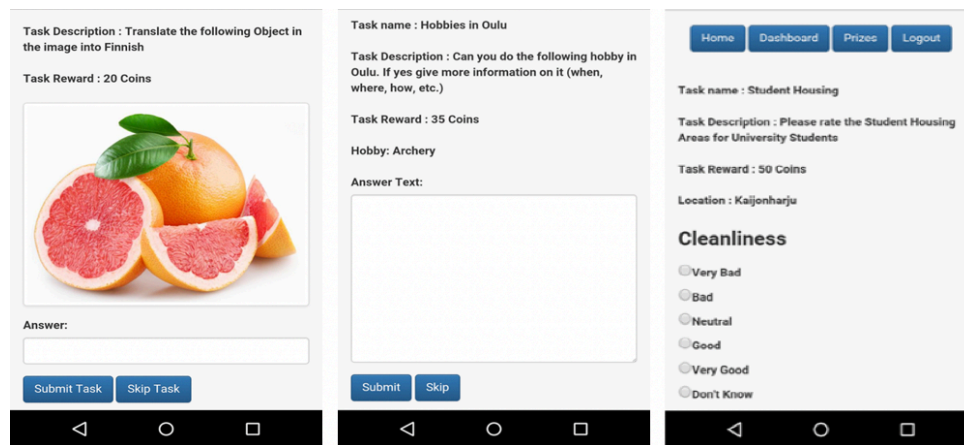 Task Description : Translate the following Object in
the image into Finnish
Task Reward : 20 Coins
Answer:
Submit Task
Skip Task
Task name : Hobbies in Oulu
Task Description : Can you do the following hobby in
Oulu. If yes give more information on it (when,
where, how, etc.)
Task Reward : 35 Coins
Hobby: Archery
Answer Text:
Submit
Skip
Home
Dashboard
Prizes
Logout
Task name : Student Housing
Task Description : Please rate the Student Housing
Areas for University Students
Task Reward : 50 Coins
Location : Kaijonharju
Cleanliness
Very Bad
Bad
Neutral
Good
Very Good
Don't Know